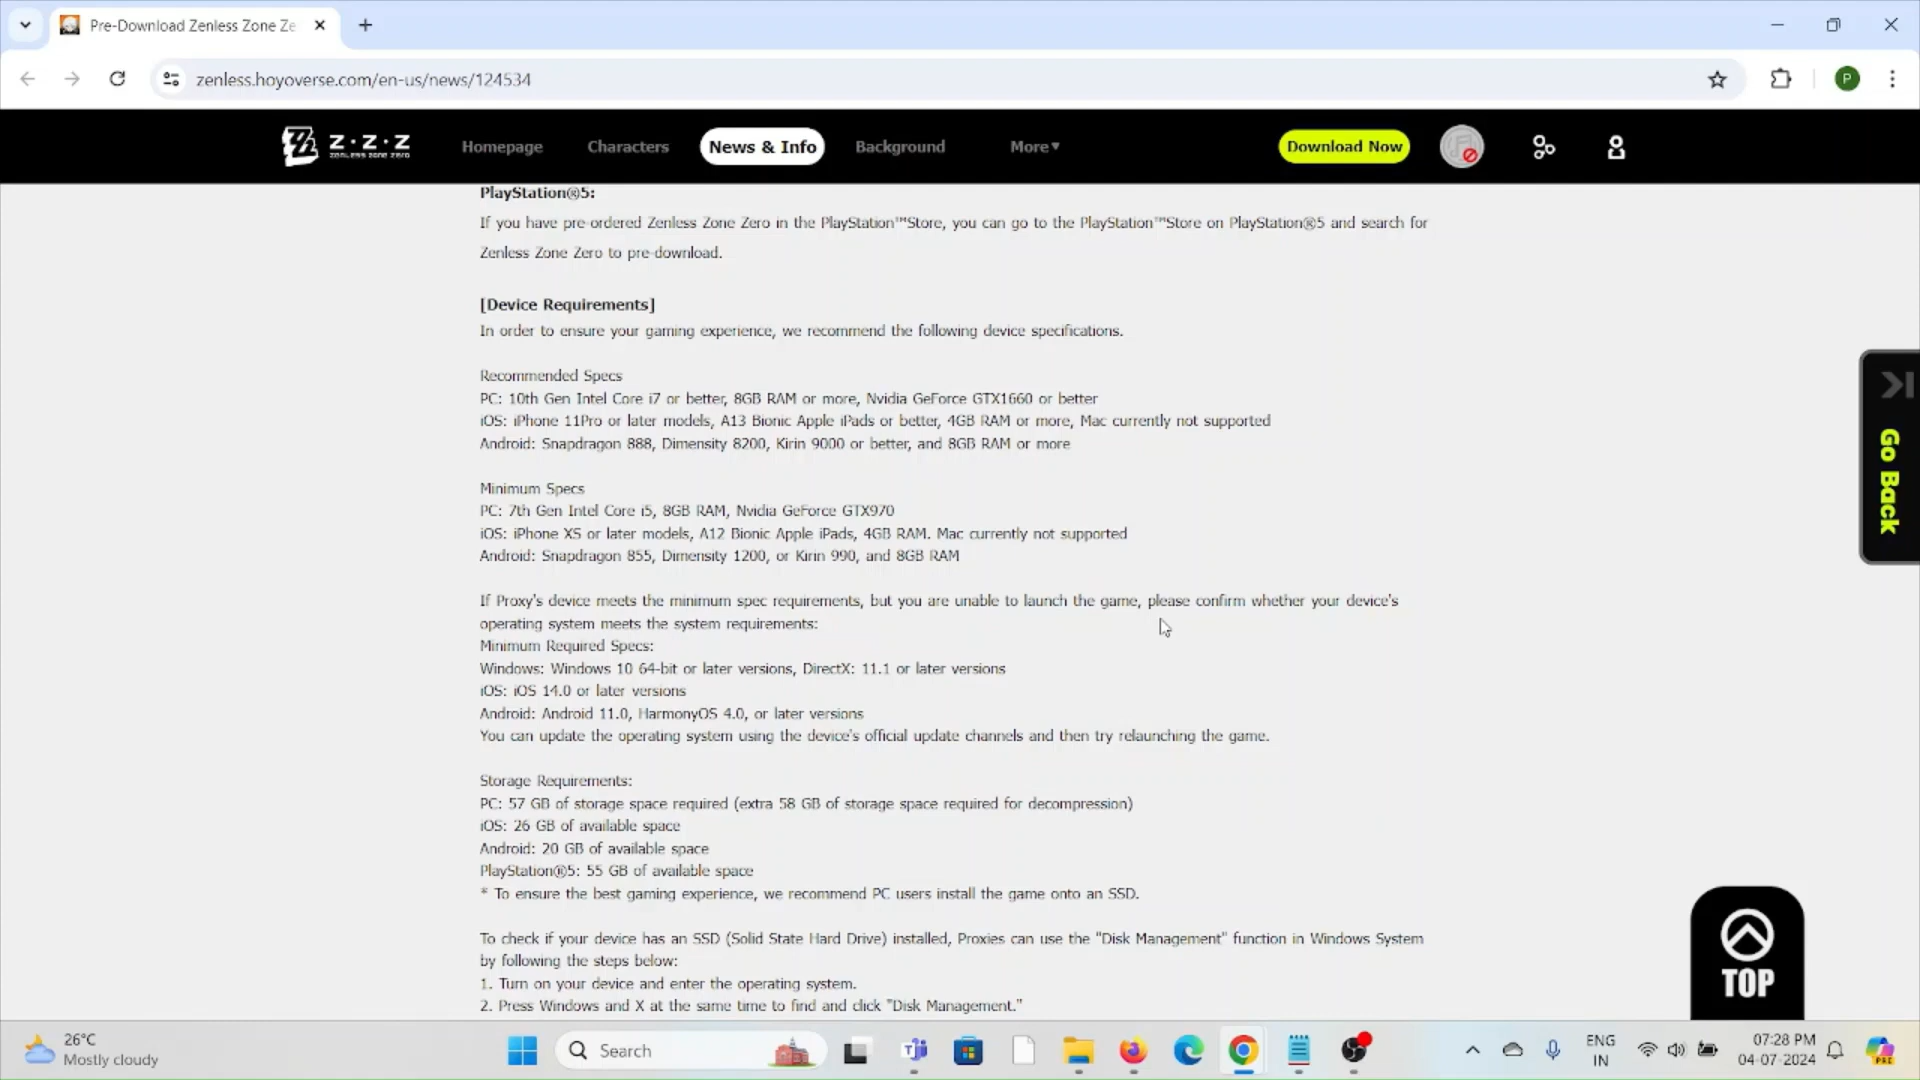 Pre-Download Zenless Zone Ze
zenless.hoyoverse.com/en-us/news/124534
P
Z·Z·Z
ZENLESS ZONE ZERO
Homepage
Characters
News & Info
Background
More▾
Download Now
PlayStation®5:
If you have pre-ordered Zenless Zone Zero in the PlayStation™Store, you can go to the PlayStation™Store on PlayStation®5 and search for
Zenless Zone Zero to pre-download.
[Device Requirements]
In order to ensure your gaming experience, we recommend the following device specifications.
Recommended Specs
PC: 10th Gen Intel Core i7 or better, 8GB RAM or more, Nvidia GeForce GTX1660 or better
iOS: iPhone 11Pro or later models, A13 Bionic Apple iPads or better, 4GB RAM or more, Mac currently not supported
Android: Snapdragon 888, Dimensity 8200, Kirin 9000 or better, and 8GB RAM or more
Minimum Specs
PC: 7th Gen Intel Core i5, 8GB RAM, Nvidia GeForce GTX970
iOS: iPhone XS or later models, A12 Bionic Apple iPads, 4GB RAM. Mac currently not supported
Android: Snapdragon 855, Dimensity 1200, or Kirin 990, and 8GB RAM
Go Back
If Proxy's device meets the minimum spec requirements, but you are unable to launch the game, please confirm whether your device's
operating system meets the system requirements:
Minimum Required Specs:
Windows: Windows 10 64-bit or later versions, DirectX: 11.1 or later versions
iOS: iOS 14.0 or later versions
Android: Android 11.0, HarmonyOS 4.0, or later versions
You can update the operating system using the device's official update channels and then try relaunching the game.
Storage Requirements:
PC: 57 GB of storage space required (extra 58 GB of storage space required for decompression)
iOS: 26 GB of available space
Android: 20 GB of available space
PlayStation®5: 55 GB of available space
* To ensure the best gaming experience, we recommend PC users install the game onto an SSD.
To check if your device has an SSD (Solid State Hard Drive) installed, Proxies can use the "Disk Management" function in Windows System
by following the steps below:
1. Turn on your device and enter the operating system.
2. Press Windows and X at the same time to find and click "Disk Management."
TOP
26°C
Mostly cloudy
Search
ENG
IN
07:28 PM
04-07-2024
PRE